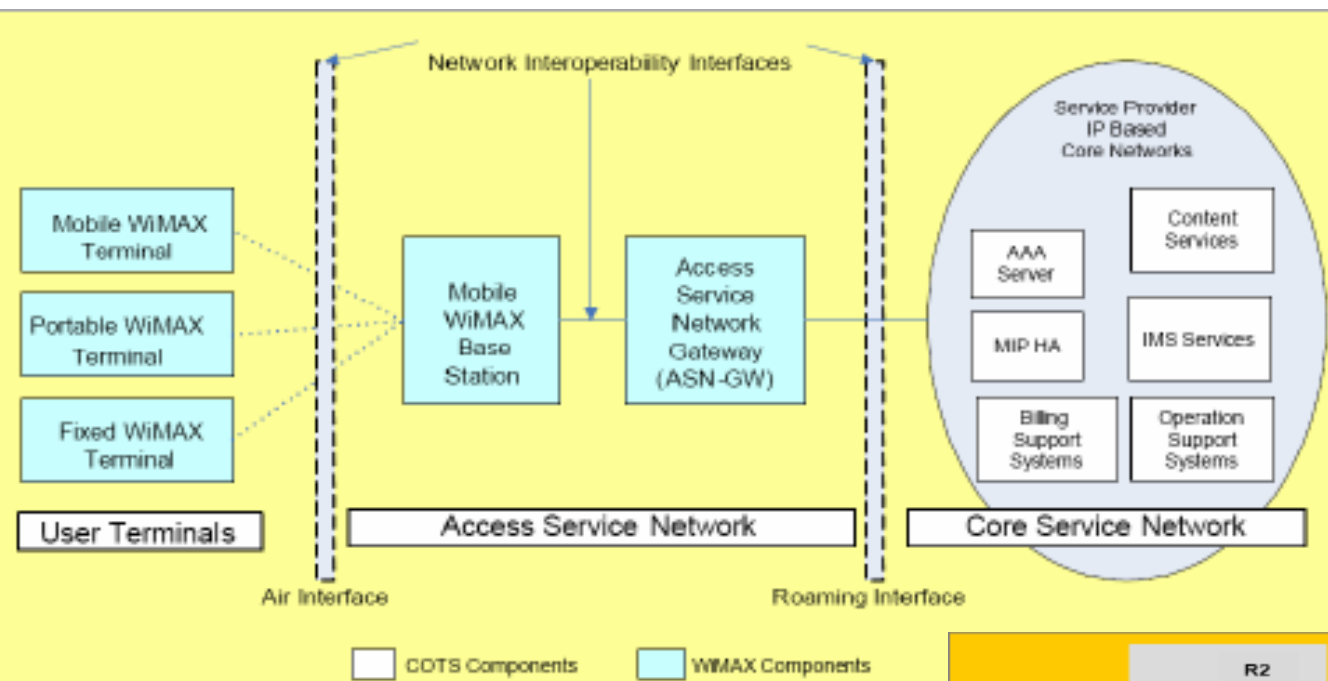 Network Interoperability Interfaces
Service Provider
IP Based
Core Networks
Mobile WiMAX
Terminal
Portable WiMAX
Terminal
Fixed WiMAX
Terminal
Mobile
WiMAX
Base
Station
Access
Service
Network
Gateway
(ASN-GW)
AAA
Server
Content
Services
MIP HA
IMS Services
Billing
Support
Systems
Operation
Support
Systems
User Terminals
Access Service Network
Core Service Network
Air Interface
Roaming Interface
COTS Components
WiMAX Components
R2